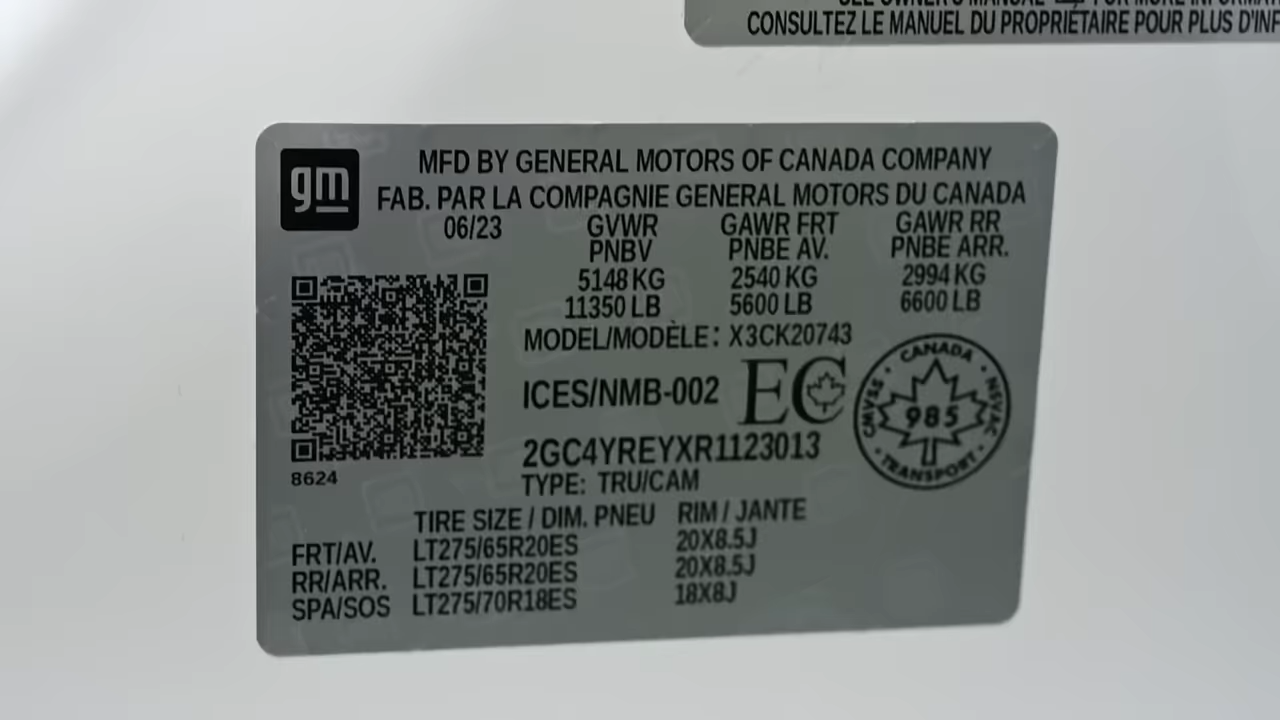 CONSULTEZ LE MANUEL DU PROPRIÉTAIRE POUR PLUS
gm
MFD BY GENERAL MOTORS OF CANADA COMPANY
FAB. PAR LA COMPAGNIE GENERAL MOTORS DU CANADA
06/23 GVWR GAWR FRT GAWR RR
PNBV PNBE AV. PNBE ARR.
5148 KG 2540 KG 2994 KG
11350 LB 5600 LB 6600 LB
MODEL/MODÈLE: X3CK20743
ICES/NMB-002 EC
CANADA
CMVSS 985 NSVAC
TRANSPORT
2GC4YREYXR1123013
8624
TYPE: TRU/CAM
TIRE SIZE / DIM. PNEU RIM / JANTE
FRT/AV. LT275/65R20ES 20X8.5J
RR/ARR. LT275/65R20ES 20X8.5J
SPA/SOS LT275/70R18ES 18X8J